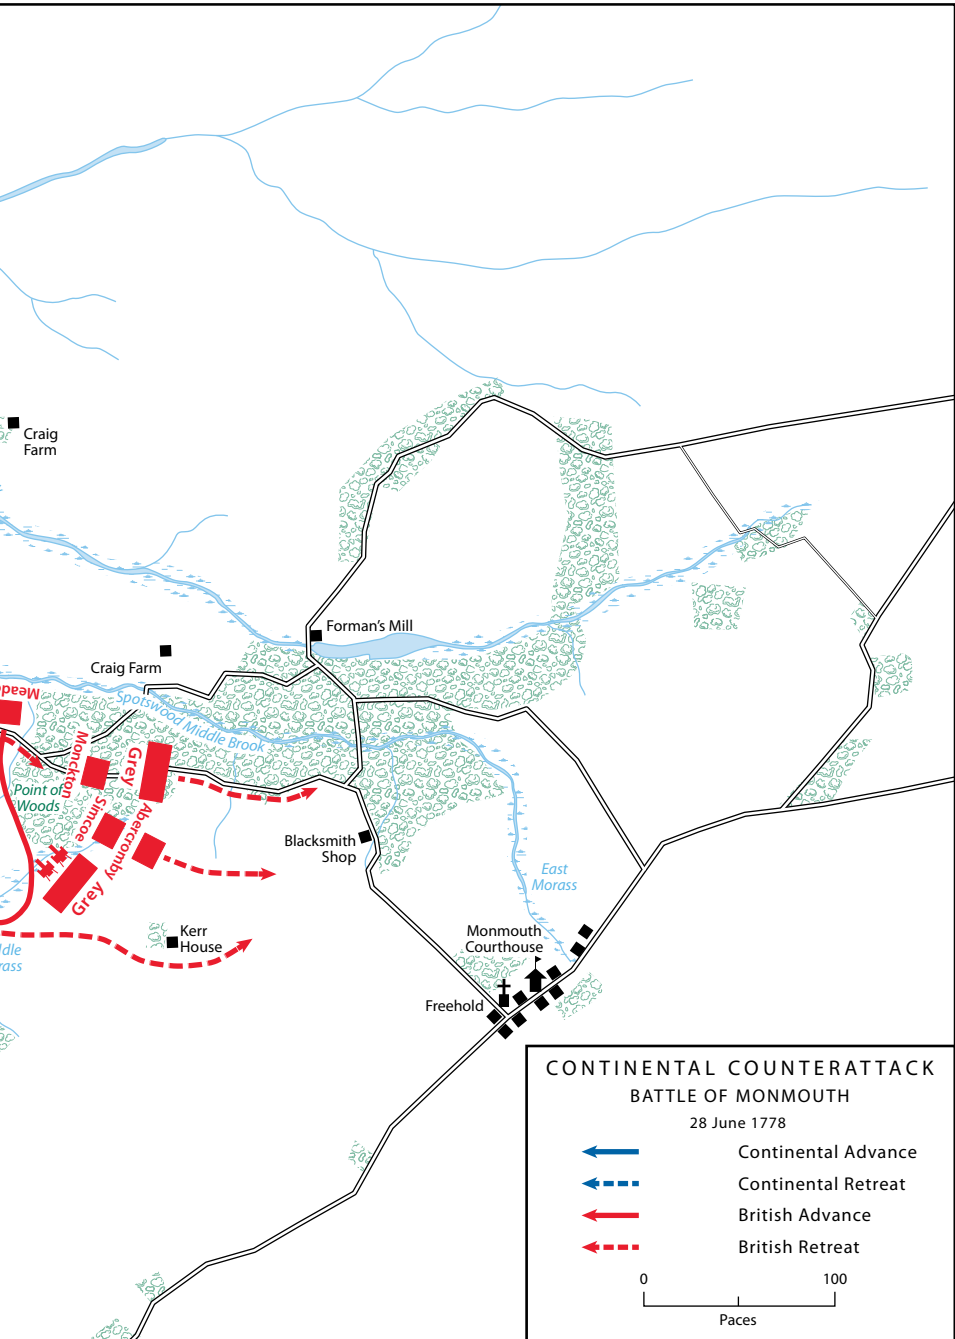 Craig
Farm
Forman's Mill
Craig Farm
Meade
Spotswood Middle Brook
Monckton
Grey
Point of
Woods
Simcoe
Abercromby
Grey
Blacksmith
Shop
East
Morass
Kerr
House
Monmouth
Courthouse
Freehold
CONTINENTAL COUNTERATTACK
BATTLE OF MONMOUTH
28 June 1778
Continental Advance
Continental Retreat
British Advance
British Retreat
0 100
Paces